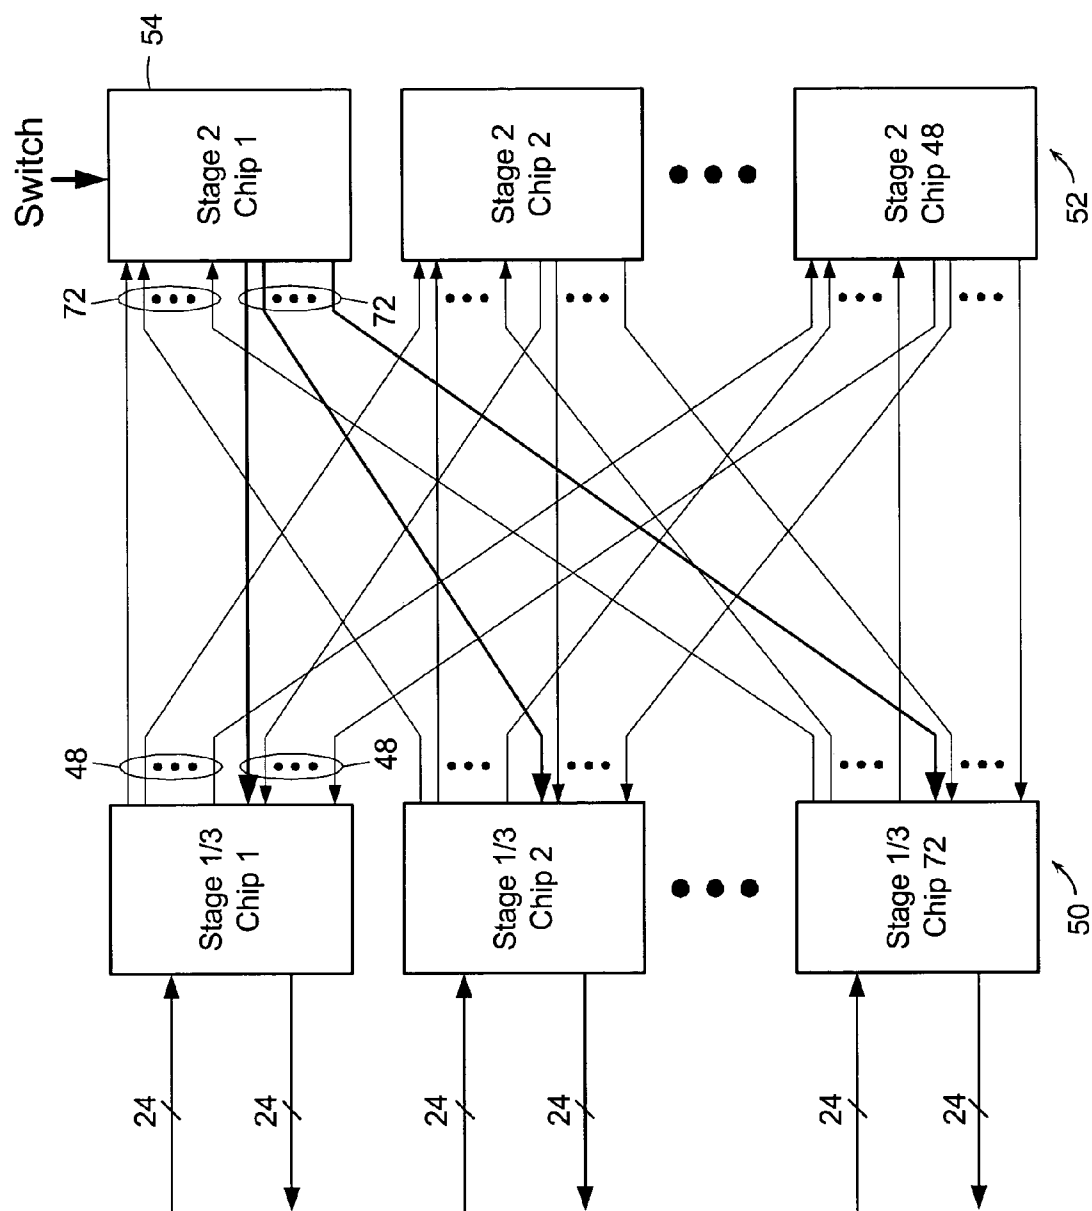 Switch
54
Stage 2
Chip 1
Stage 2
Chip 2
Stage 2
Chip 48
52
72
72
48
48
Stage 1/3
Chip 1
Stage 1/3
Chip 2
Stage 1/3
Chip 72
50
24
24
24
24
24
24